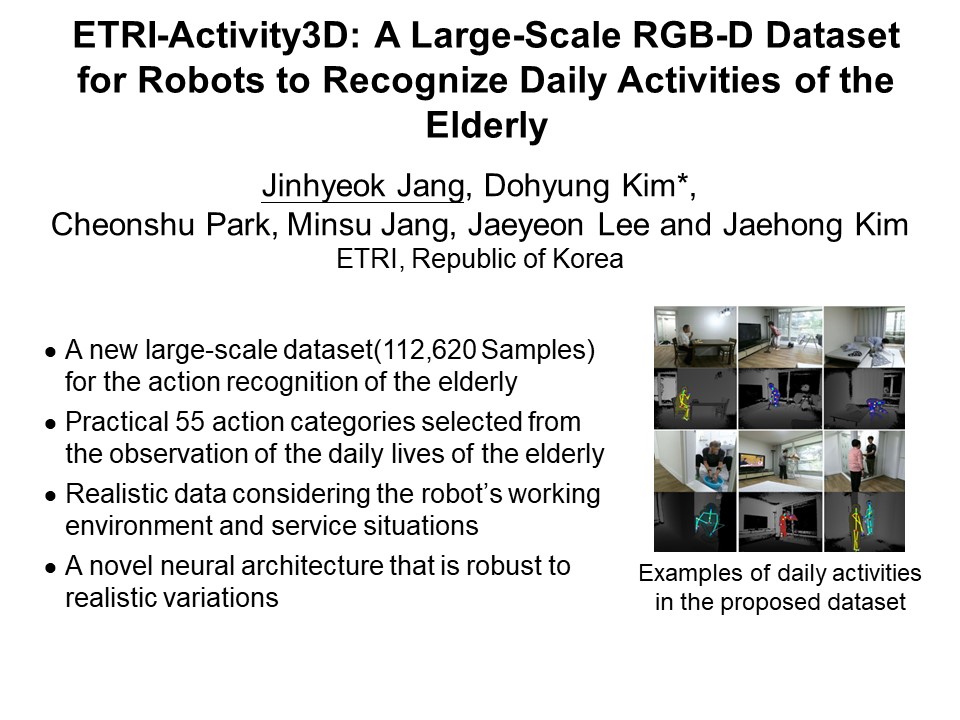 ETRI-Activity3D: A Large-Scale RGB-D Dataset
for Robots to Recognize Daily Activities of the
Elderly
Jinhyeok Jang, Dohyung Kim*,
Cheonshu Park, Minsu Jang, Jaeyeon Lee and Jaehong Kim
ETRI, Republic of Korea
● A new large-scale dataset(112,620 Samples)
for the action recognition of the elderly
● Practical 55 action categories selected from
the observation of the daily lives of the elderly
● Realistic data considering the robot’s working
environment and service situations
● A novel neural architecture that is robust to
realistic variations
Examples of daily activities
in the proposed dataset